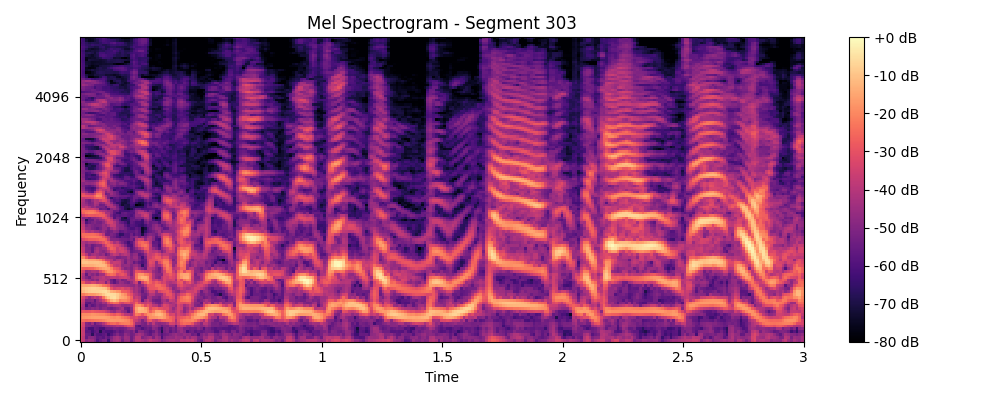 Mel Spectrogram - Segment 303
Frequency
4096
2048
1024
512
0
0
0.5
1
1.5
2
2.5
3
Time
+0 dB
-10 dB
-20 dB
-30 dB
-40 dB
-50 dB
-60 dB
-70 dB
-80 dB